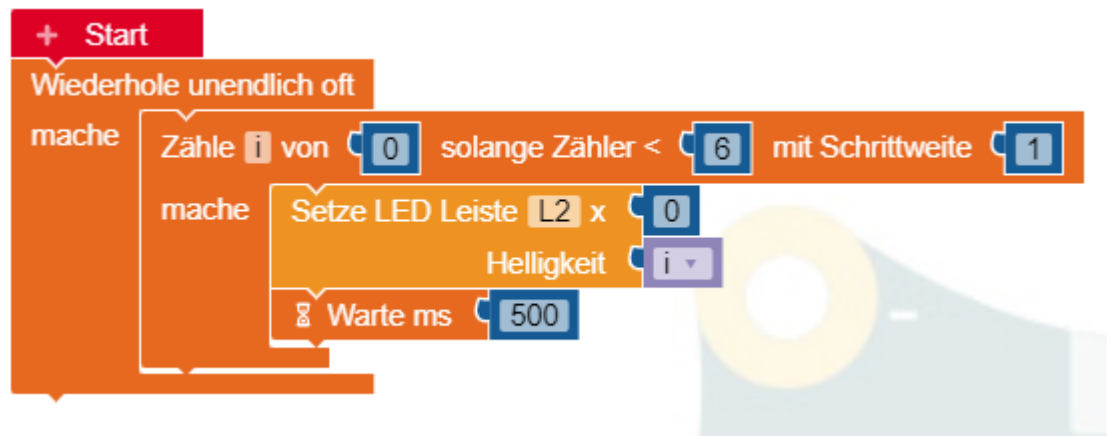 + Start
Wiederhole unendlich oft
mache
Zähle i von 0 solange Zähler < 6 mit Schrittweite 1
mache
Setze LED Leiste L2 x 0
Helligkeit i
Warte ms 500